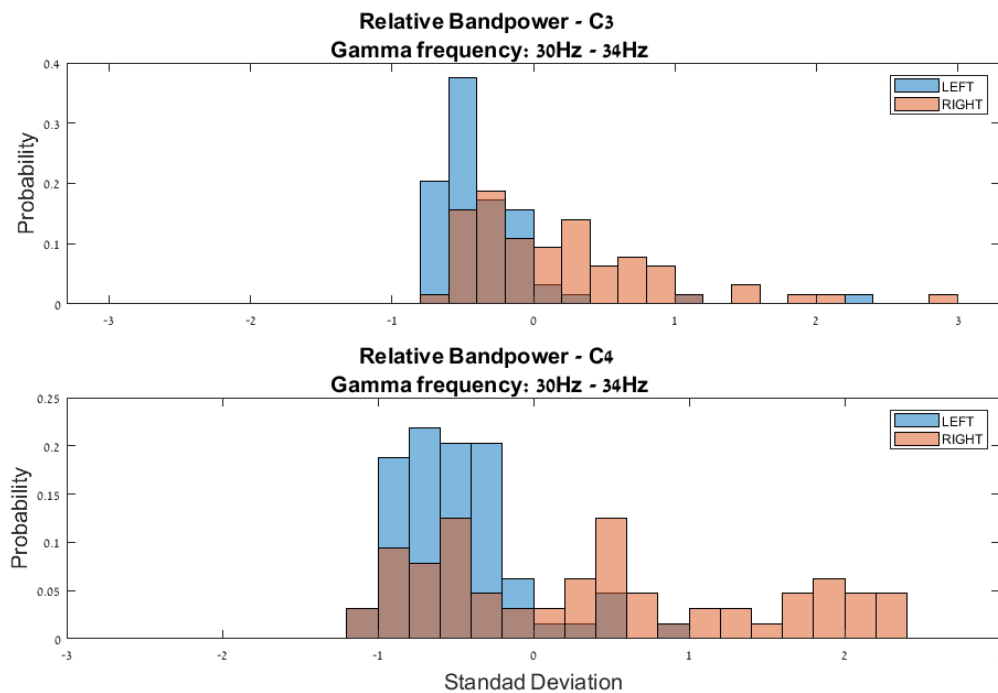 Relative Bandpower - C3
Gamma frequency: 30Hz - 34Hz
LEFT
RIGHT
Probability
0.4
0.3
0.2
0.1
0
-3
-2
-1
0
1
2
3
Relative Bandpower - C4
Gamma frequency: 30Hz - 34Hz
LEFT
RIGHT
Probability
0.25
0.2
0.15
0.1
0.05
0
-3
-2
-1
0
1
2
Standad Deviation